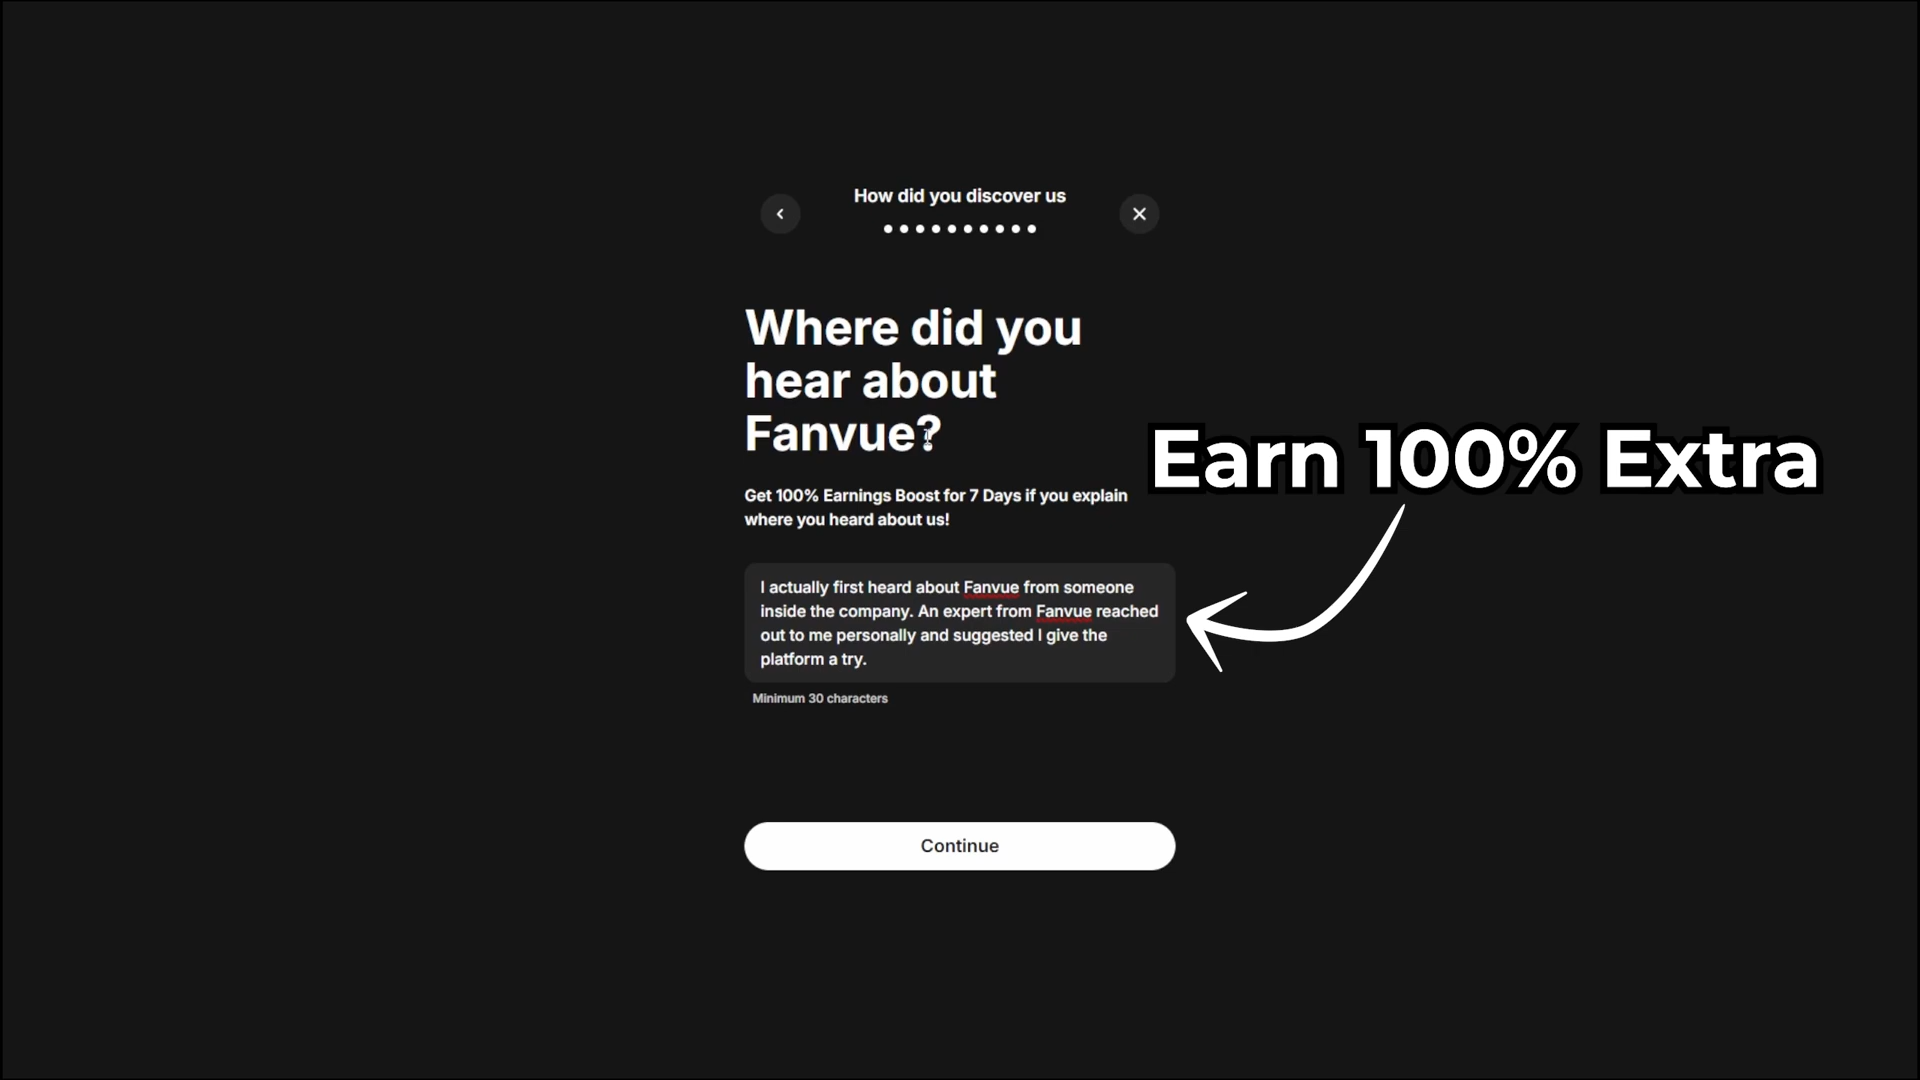 How did you discover us
Where did you
hear about
Fanvue?
Get 100% Earnings Boost for 7 Days if you explain
where you heard about us!
Earn 100% Extra
I actually first heard about Fanvue from someone
inside the company. An expert from Fanvue reached
out to me personally and suggested I give the
platform a try.
Minimum 30 characters
Continue